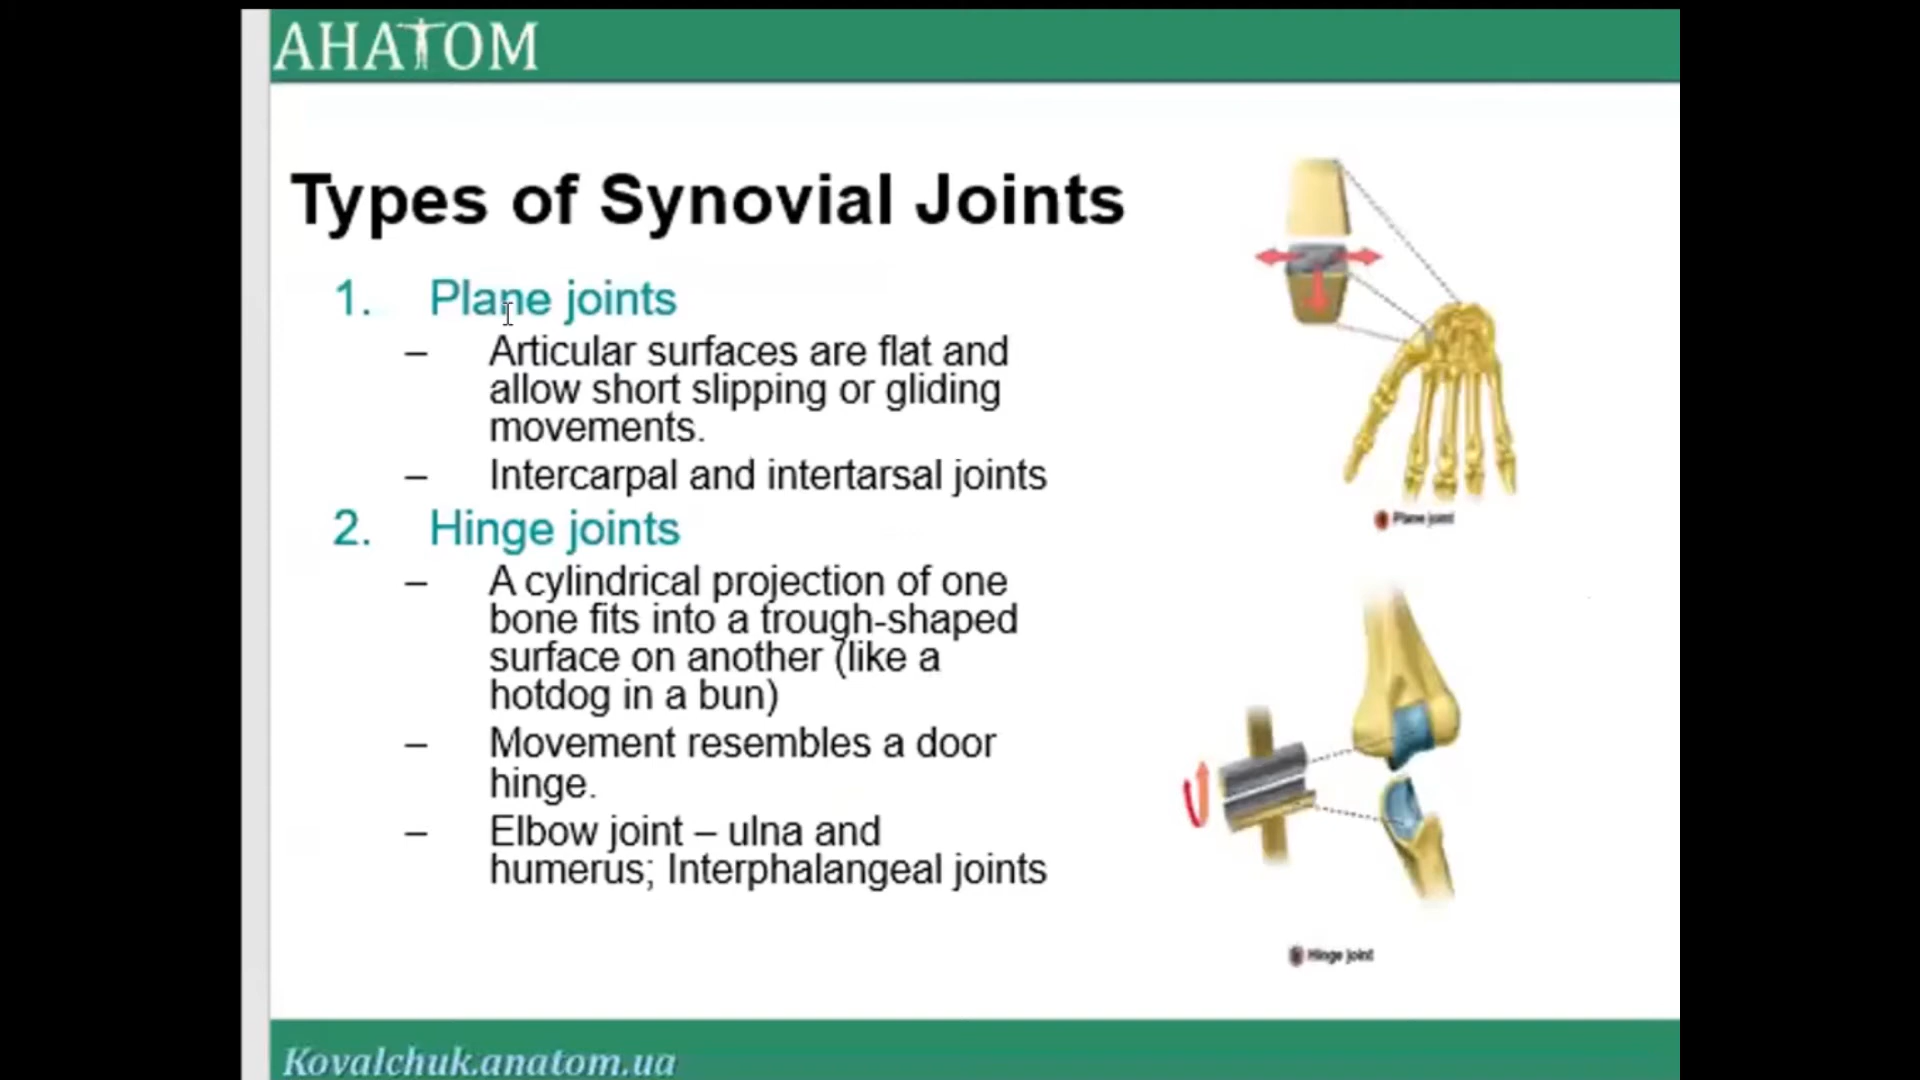 АНАТОМ
Types of Synovial Joints
1. Plane joints
– Articular surfaces are flat and
allow short slipping or gliding
movements.
– Intercarpal and intertarsal joints
2. Hinge joints
– A cylindrical projection of one
bone fits into a trough-shaped
surface on another (like a
hotdog in a bun)
– Movement resembles a door
hinge.
– Elbow joint – ulna and
humerus; Interphalangeal joints
Plane joint
Hinge joint
Kovalchuk.anatom.ua